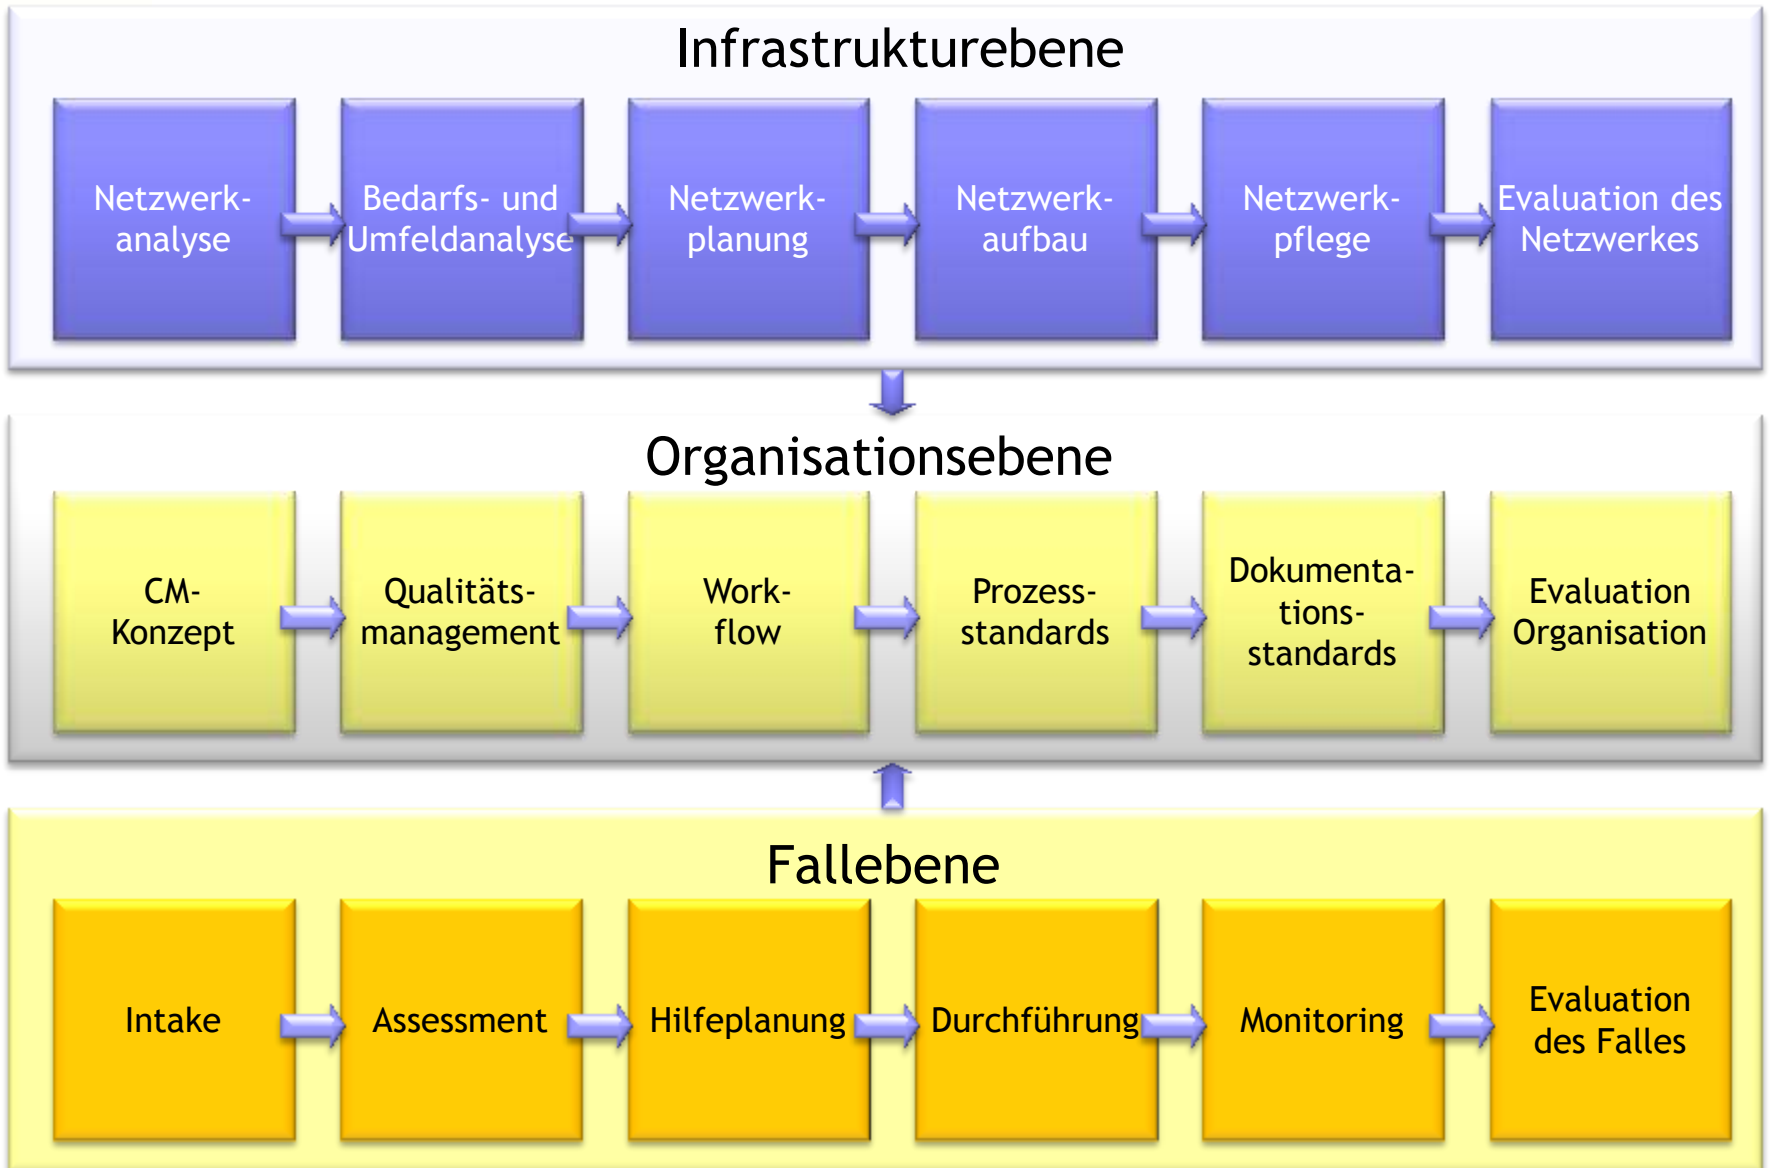 Infrastrukturebene
Netzwerk-
analyse
Bedarfs- und
Umfeldanalyse
Netzwerk-
planung
Netzwerk-
aufbau
Netzwerk-
pflege
Evaluation des
Netzwerkes
Organisationsebene
CM-
Konzept
Qualitäts-
management
Work-
flow
Prozess-
standards
Dokumenta-
tions-
standards
Evaluation
Organisation
Fallebene
Intake
Assessment
Hilfeplanung
Durchführung
Monitoring
Evaluation
des Falles